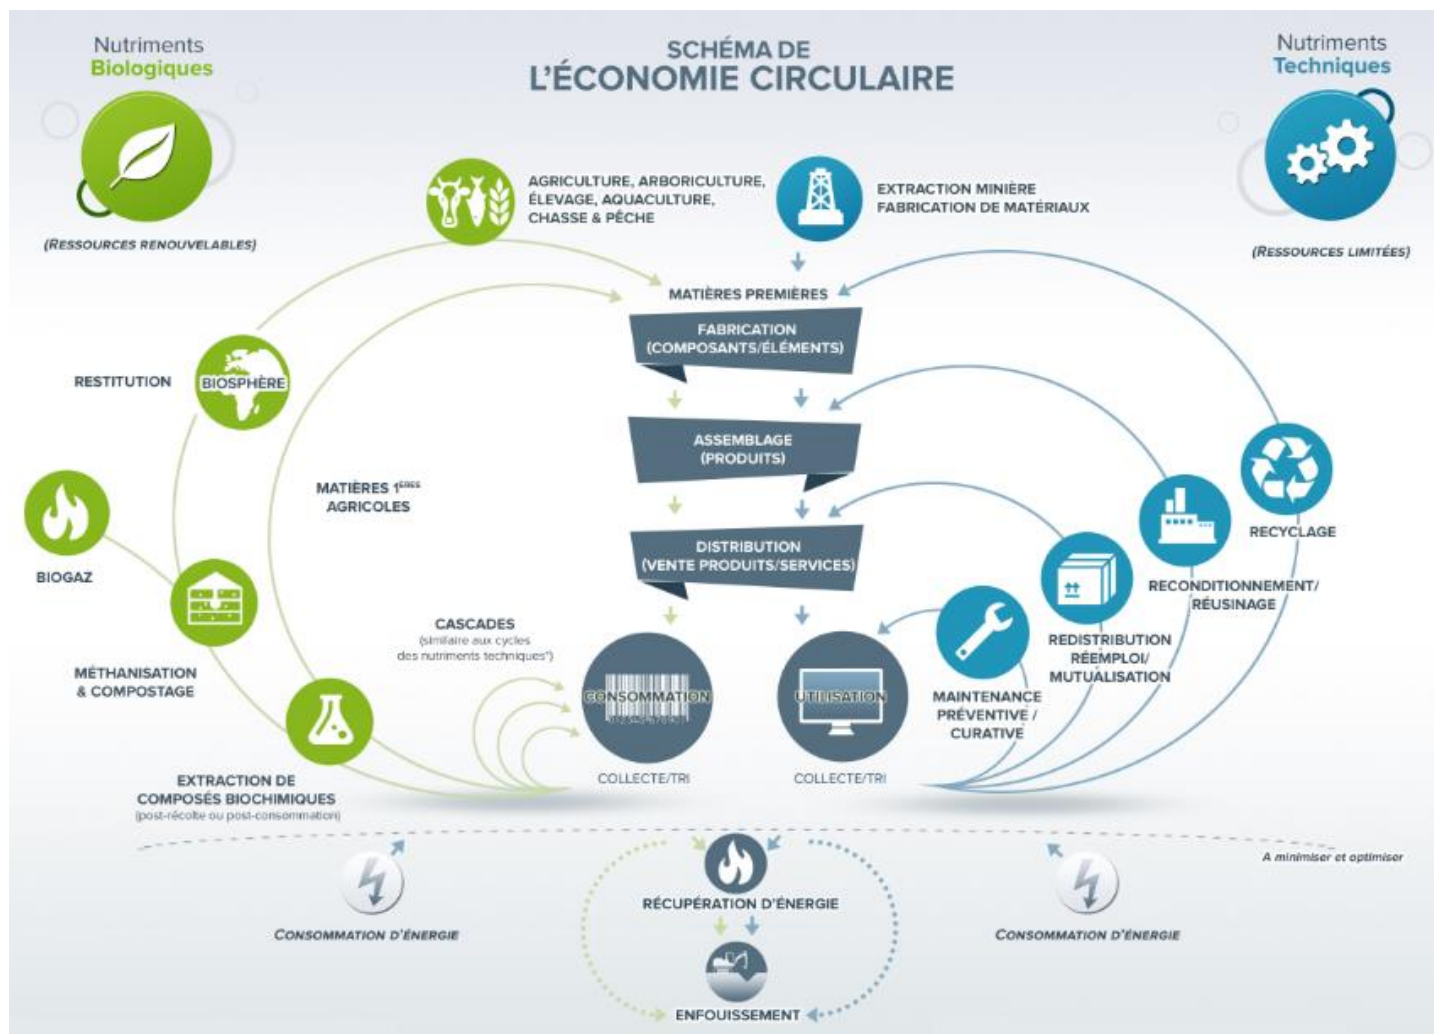 SCHÉMA DE
L'ÉCONOMIE CIRCULAIRE
Nutriments
Biologiques
(RESSOURCES RENOUVELABLES)
Nutriments
Techniques
(RESSOURCES LIMITÉES)
AGRICULTURE, ARBORICULTURE,
ÉLEVAGE, AQUACULTURE,
CHASSE & PÊCHE
EXTRACTION MINIÈRE
FABRICATION DE MATÉRIAUX
MATIÈRES PREMIÈRES
FABRICATION
(COMPOSANTS/ÉLÉMENTS)
ASSEMBLAGE
(PRODUITS)
DISTRIBUTION
(VENTE PRODUITS/SERVICES)
RESTITUTION
BIOSPHÈRE
BIOGAZ
MATIÈRES 1ÈRES
AGRICOLES
MÉTHANISATION
& COMPOSTAGE
CASCADES
(similaire aux cycles
des nutriments techniques*)
EXTRACTION DE
COMPOSÉS BIOCHIMIQUES
(post-récolte ou post-consommation)
CONSOMMATION
COLLECTE/TRI
UTILISATION
COLLECTE/TRI
MAINTENANCE
PRÉVENTIVE /
CURATIVE
REDISTRIBUTION
RÉEMPLOI/
MUTUALISATION
RECONDITIONNEMENT/
RÉUSINAGE
RECYCLAGE
A minimiser et optimiser
CONSOMMATION D'ÉNERGIE
RÉCUPÉRATION D'ÉNERGIE
CONSOMMATION D'ÉNERGIE
ENFOUISSEMENT